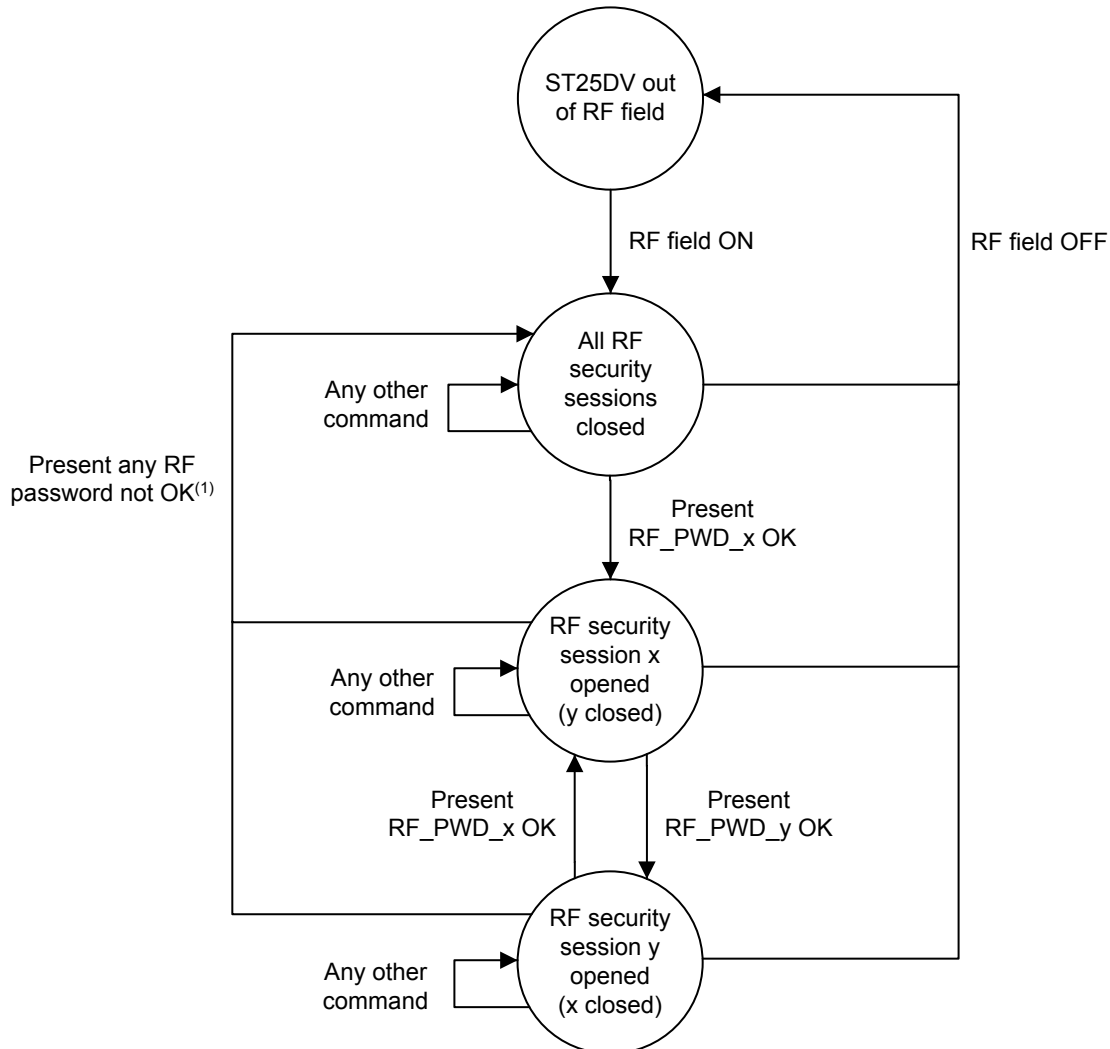 ST25DV out
of RF field
RF field ON
RF field OFF
All RF
security
sessions
closed
Any other
command
Present any RF
password not OK(1)
Present
RF_PWD_x OK
RF security
session x
opened
(y closed)
Any other
command
Present
RF_PWD_x OK
Present
RF_PWD_y OK
RF security
session y
opened
(x closed)
Any other
command